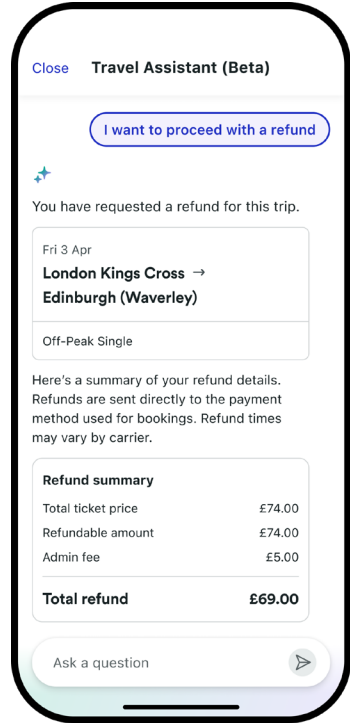 Close Travel Assistant (Beta)
I want to proceed with a refund
You have requested a refund for this trip.
Fri 3 Apr
London Kings Cross →
Edinburgh (Waverley)
Off-Peak Single
Here's a summary of your refund details.
Refunds are sent directly to the payment
method used for bookings. Refund times
may vary by carrier.
Refund summary
Total ticket price £74.00
Refundable amount £74.00
Admin fee £5.00
Total refund £69.00
Ask a question